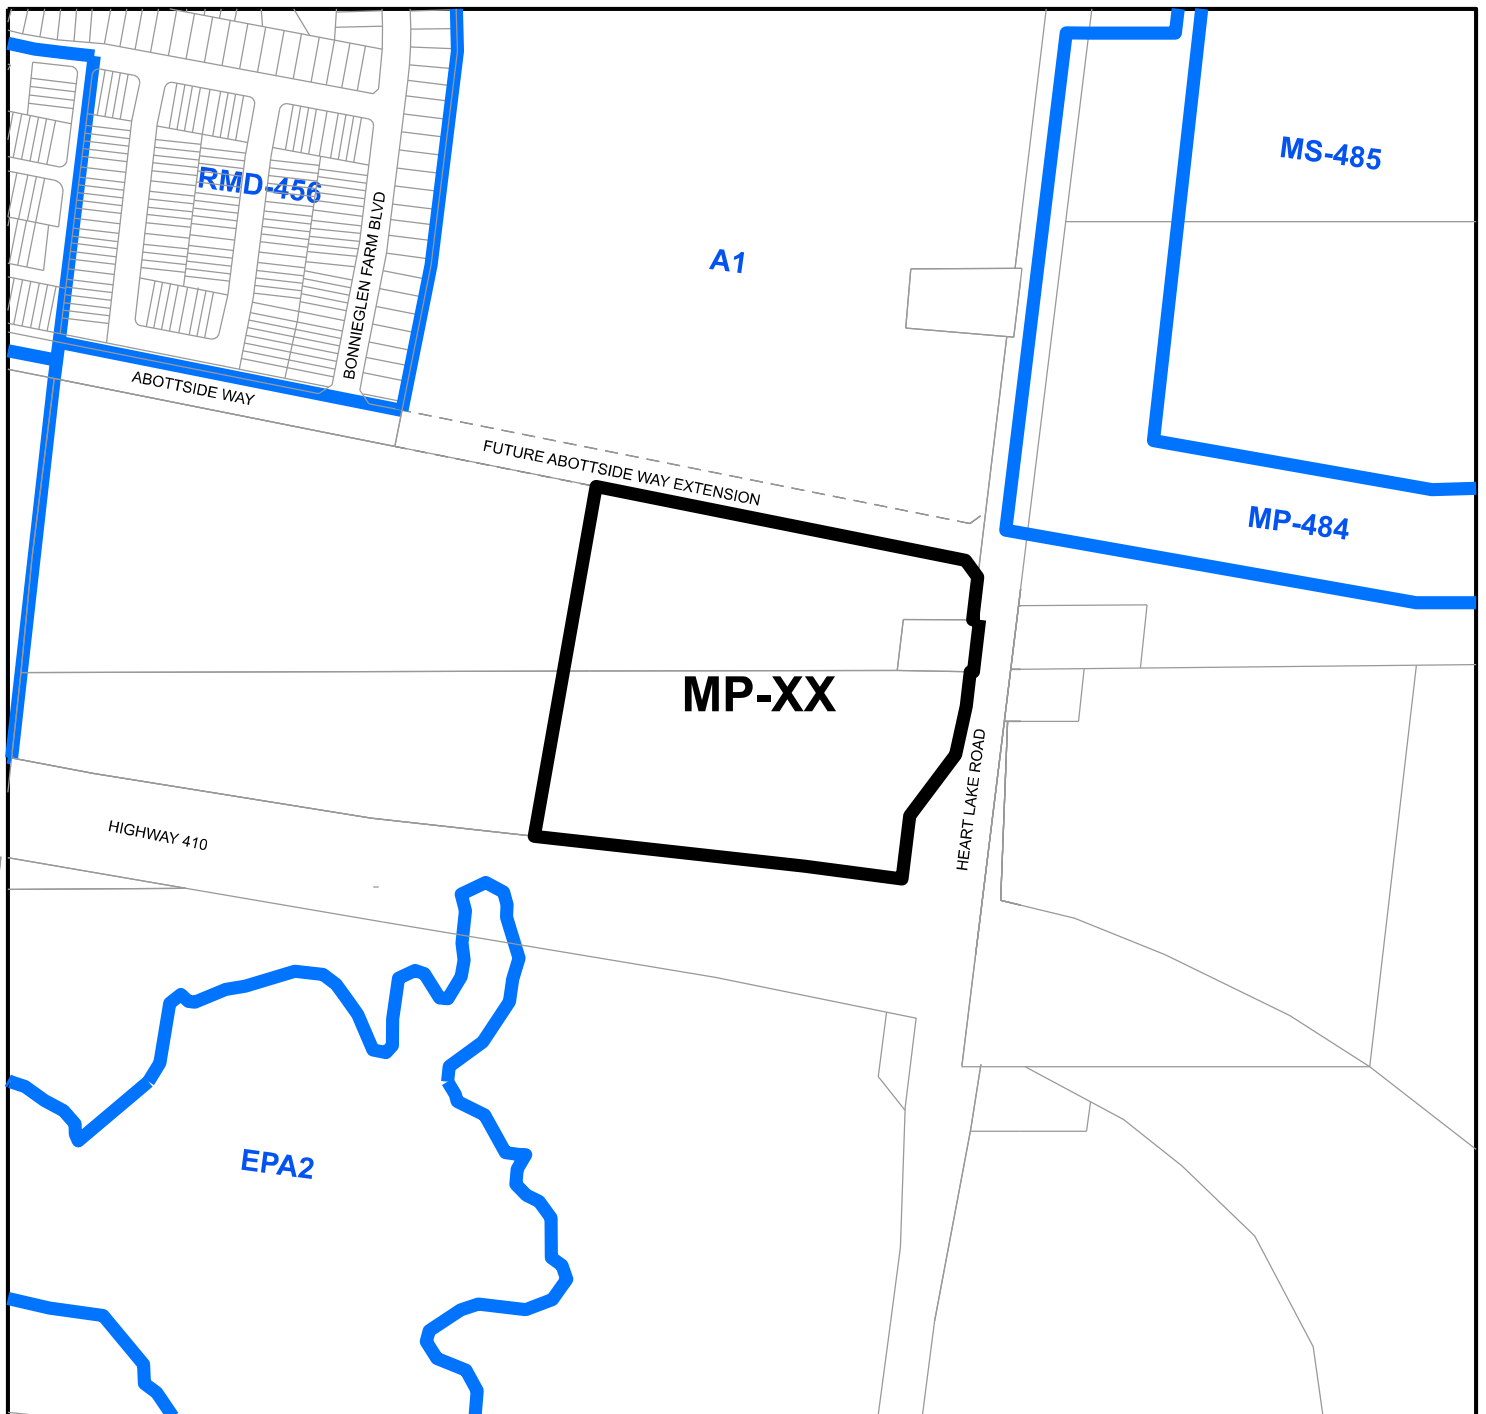 MS-485
RMD-456
A1
BONNIEGLEN FARM BLVD
ABOTTSIDE WAY
FUTURE ABOTTSIDE WAY EXTENSION
MP-484
MP-XX
HEART LAKE ROAD
HIGHWAY 410
EPA2